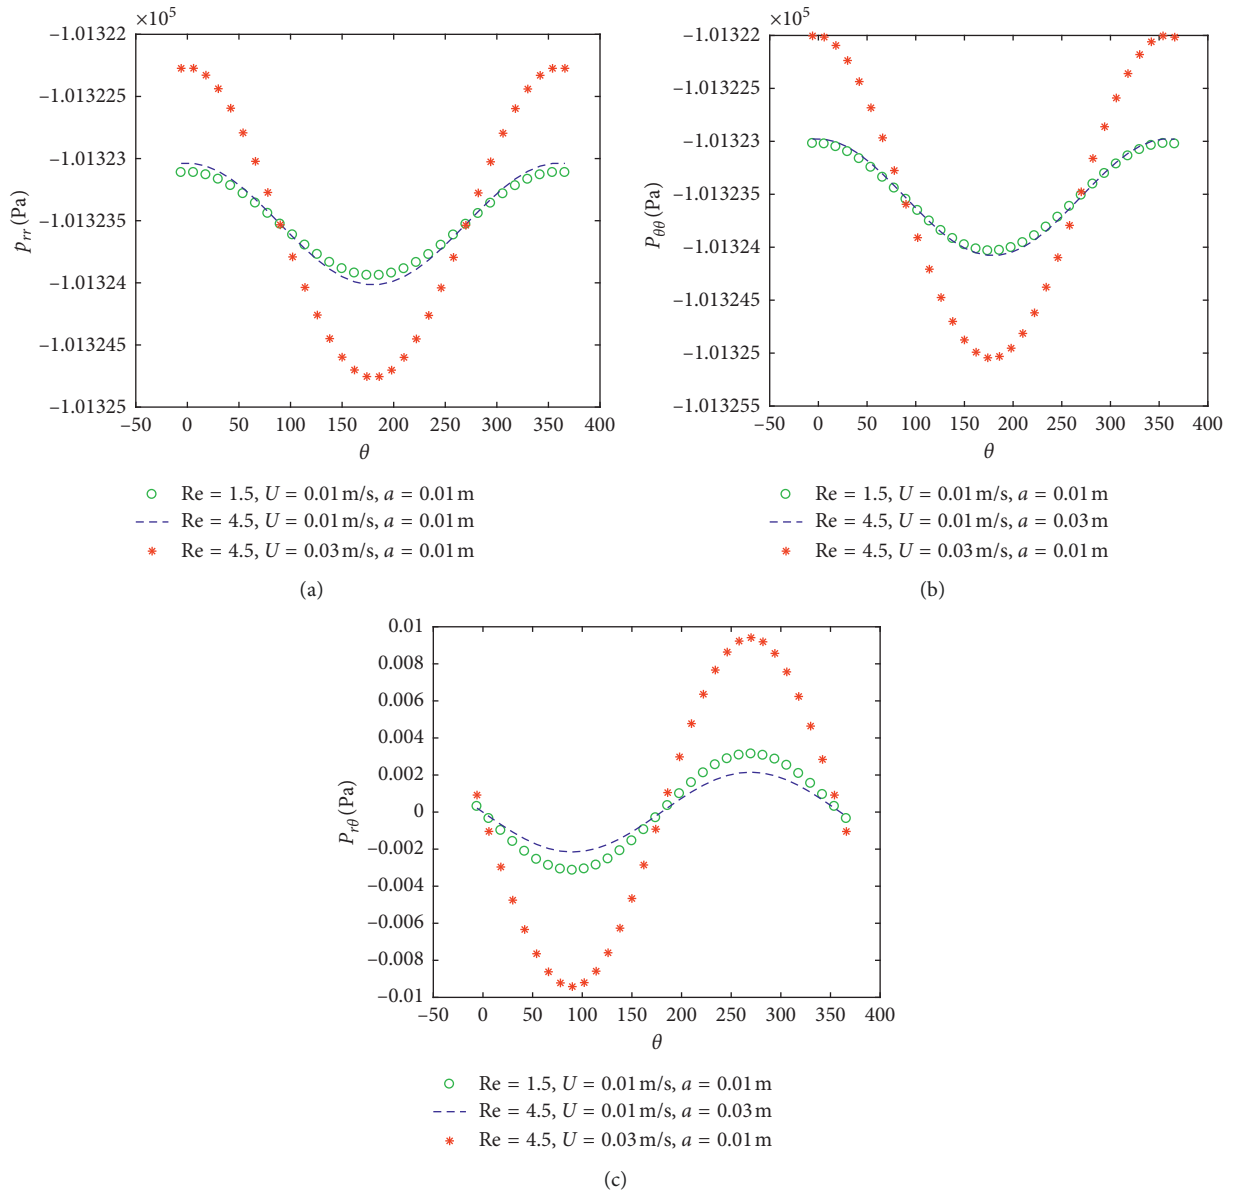 ×10⁵
−1.01322
−1.013225
−1.01323
−1.013235
−1.01324
−1.013245
−1.01325
p_rr (Pa)
−50 0 50 100 150 200 250 300 350 400
θ
Re = 1.5, U = 0.01 m/s, a = 0.01 m
Re = 4.5, U = 0.01 m/s, a = 0.01 m
Re = 4.5, U = 0.03 m/s, a = 0.01 m
(a)
×10⁵
−1.01322
−1.013225
−1.01323
−1.013235
−1.01324
−1.013245
−1.01325
−1.013255
P_θθ (Pa)
−50 0 50 100 150 200 250 300 350 400
θ
Re = 1.5, U = 0.01 m/s, a = 0.01 m
Re = 4.5, U = 0.01 m/s, a = 0.03 m
Re = 4.5, U = 0.03 m/s, a = 0.01 m
(b)
0.01
0.008
0.006
0.004
0.002
0
−0.002
−0.004
−0.006
−0.008
−0.01
P_rθ (Pa)
−50 0 50 100 150 200 250 300 350 400
θ
Re = 1.5, U = 0.01 m/s, a = 0.01 m
Re = 4.5, U = 0.01 m/s, a = 0.03 m
Re = 4.5, U = 0.03 m/s, a = 0.01 m
(c)